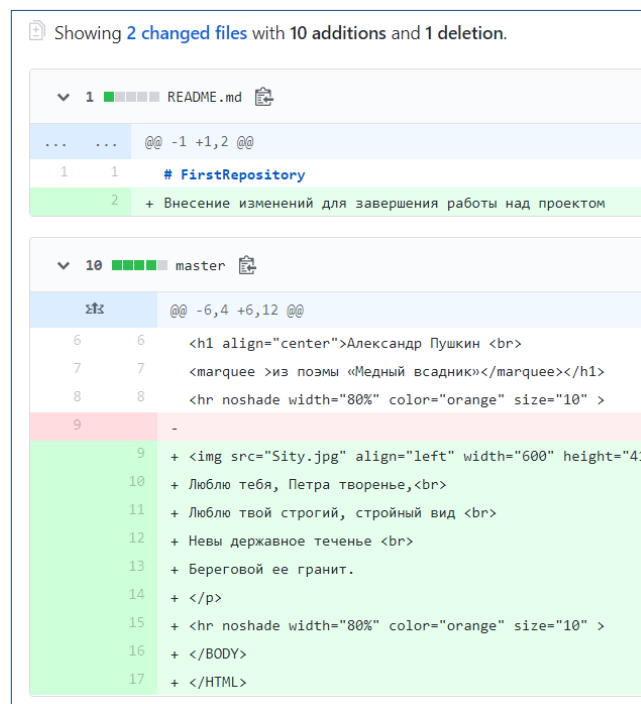 Showing 2 changed files with 10 additions and 1 deletion.
1 README.md
... ... @@ -1 +1,2 @@
1 1 # FirstRepository
2 + Внесение изменений для завершения работы над проектом
10 master
@@ -6,4 +6,12 @@
6 6 <h1 align="center">Александр Пушкин <br>
7 7 <marquee >из поэмы «Медный всадник»</marquee></h1>
8 8 <hr noshade width="80%" color="orange" size="10" >
9 -
9 + <img src="Sity.jpg" align="left" width="600" height="41
10 + Люблю тебя, Петра творенье,<br>
11 + Люблю твой строгий, стройный вид <br>
12 + Невы державное теченье <br>
13 + Береговой ее гранит.
14 + </p>
15 + <hr noshade width="80%" color="orange" size="10" >
16 + </BODY>
17 + </HTML>